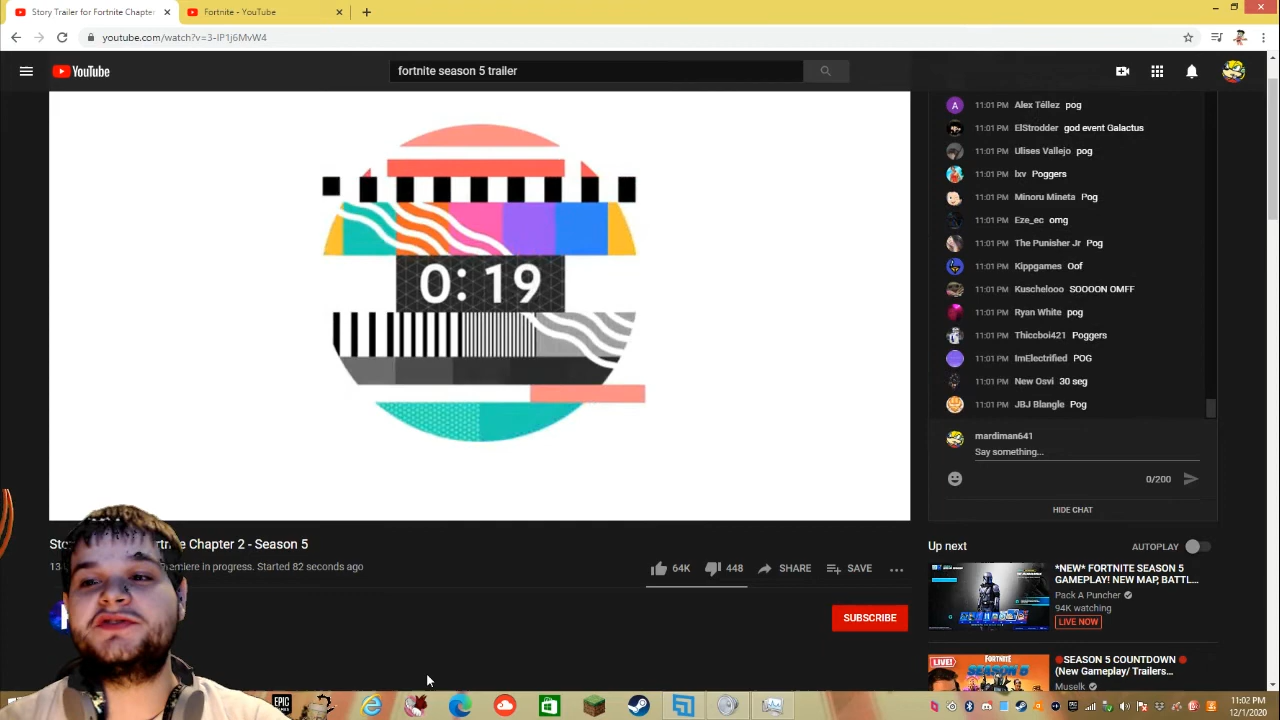 Story Trailer for Fortnite Chapter
Fortnite - YouTube
youtube.com/watch?v=3-IP1j6MvW4
YouTube
fortnite season 5 trailer
11:01 PM Alex Téllez pog
11:01 PM ElStrodder god event Galactus
11:01 PM Ulises Vallejo pog
11:01 PM lxv Poggers
11:01 PM Minoru Mineta Pog
11:01 PM Eze_ec omg
11:01 PM The Punisher Jr Pog
11:01 PM Kippgames Oof
11:01 PM Kuschelooo SOOOON OMFF
11:01 PM Ryan White pog
11:01 PM Thiccboi421 Poggers
11:01 PM ImElectrified POG
11:01 PM New Osvi 30 seg
11:01 PM JBJ Blangle Pog
0:19
mardiman641
Say something...
0/200
HIDE CHAT
Chapter 2 - Season 5
Premiere in progress. Started 82 seconds ago
64K 448 SHARE SAVE
SUBSCRIBE
Up next AUTOPLAY
*NEW* FORTNITE SEASON 5
GAMEPLAY! NEW MAP, BATTL...
Pack A Puncher
94K watching
LIVE NOW
LIVE!
FORTNITE
SEASON
SEASON 5 COUNTDOWN
(New Gameplay/ Trailers...
Muselk
EPIC
11:02 PM
12/1/2020